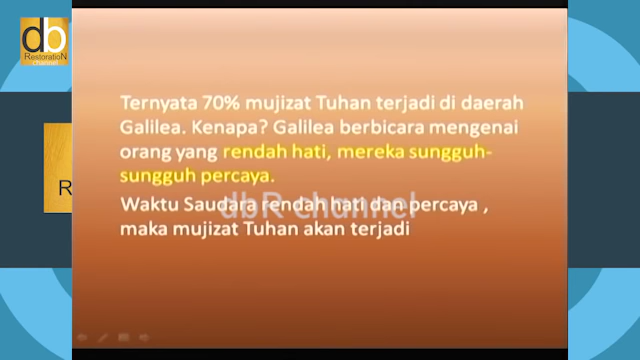 db
RestoratioN
Channel
R
Ternyata 70% mujizat Tuhan terjadi di daerah
Galilea. Kenapa? Galilea berbicara mengenai
orang yang rendah hati, mereka sungguh-
sungguh percaya.
Waktu Saudara rendah hati dan percaya ,
maka mujizat Tuhan akan terjadi
dbR channel